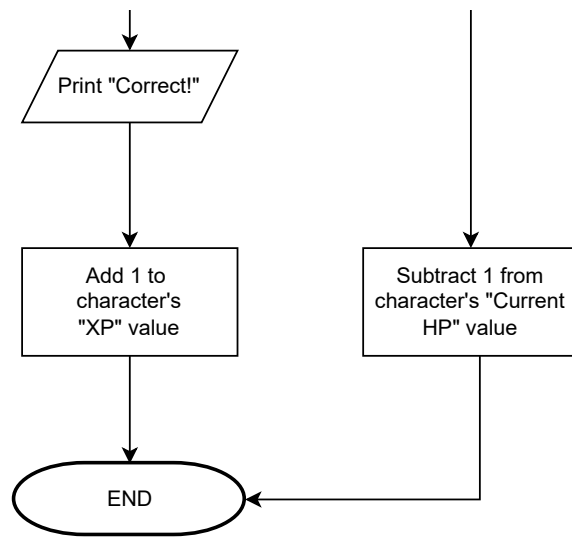 Print "Correct!"
Add 1 to
character's
"XP" value
Subtract 1 from
character's "Current
HP" value
END